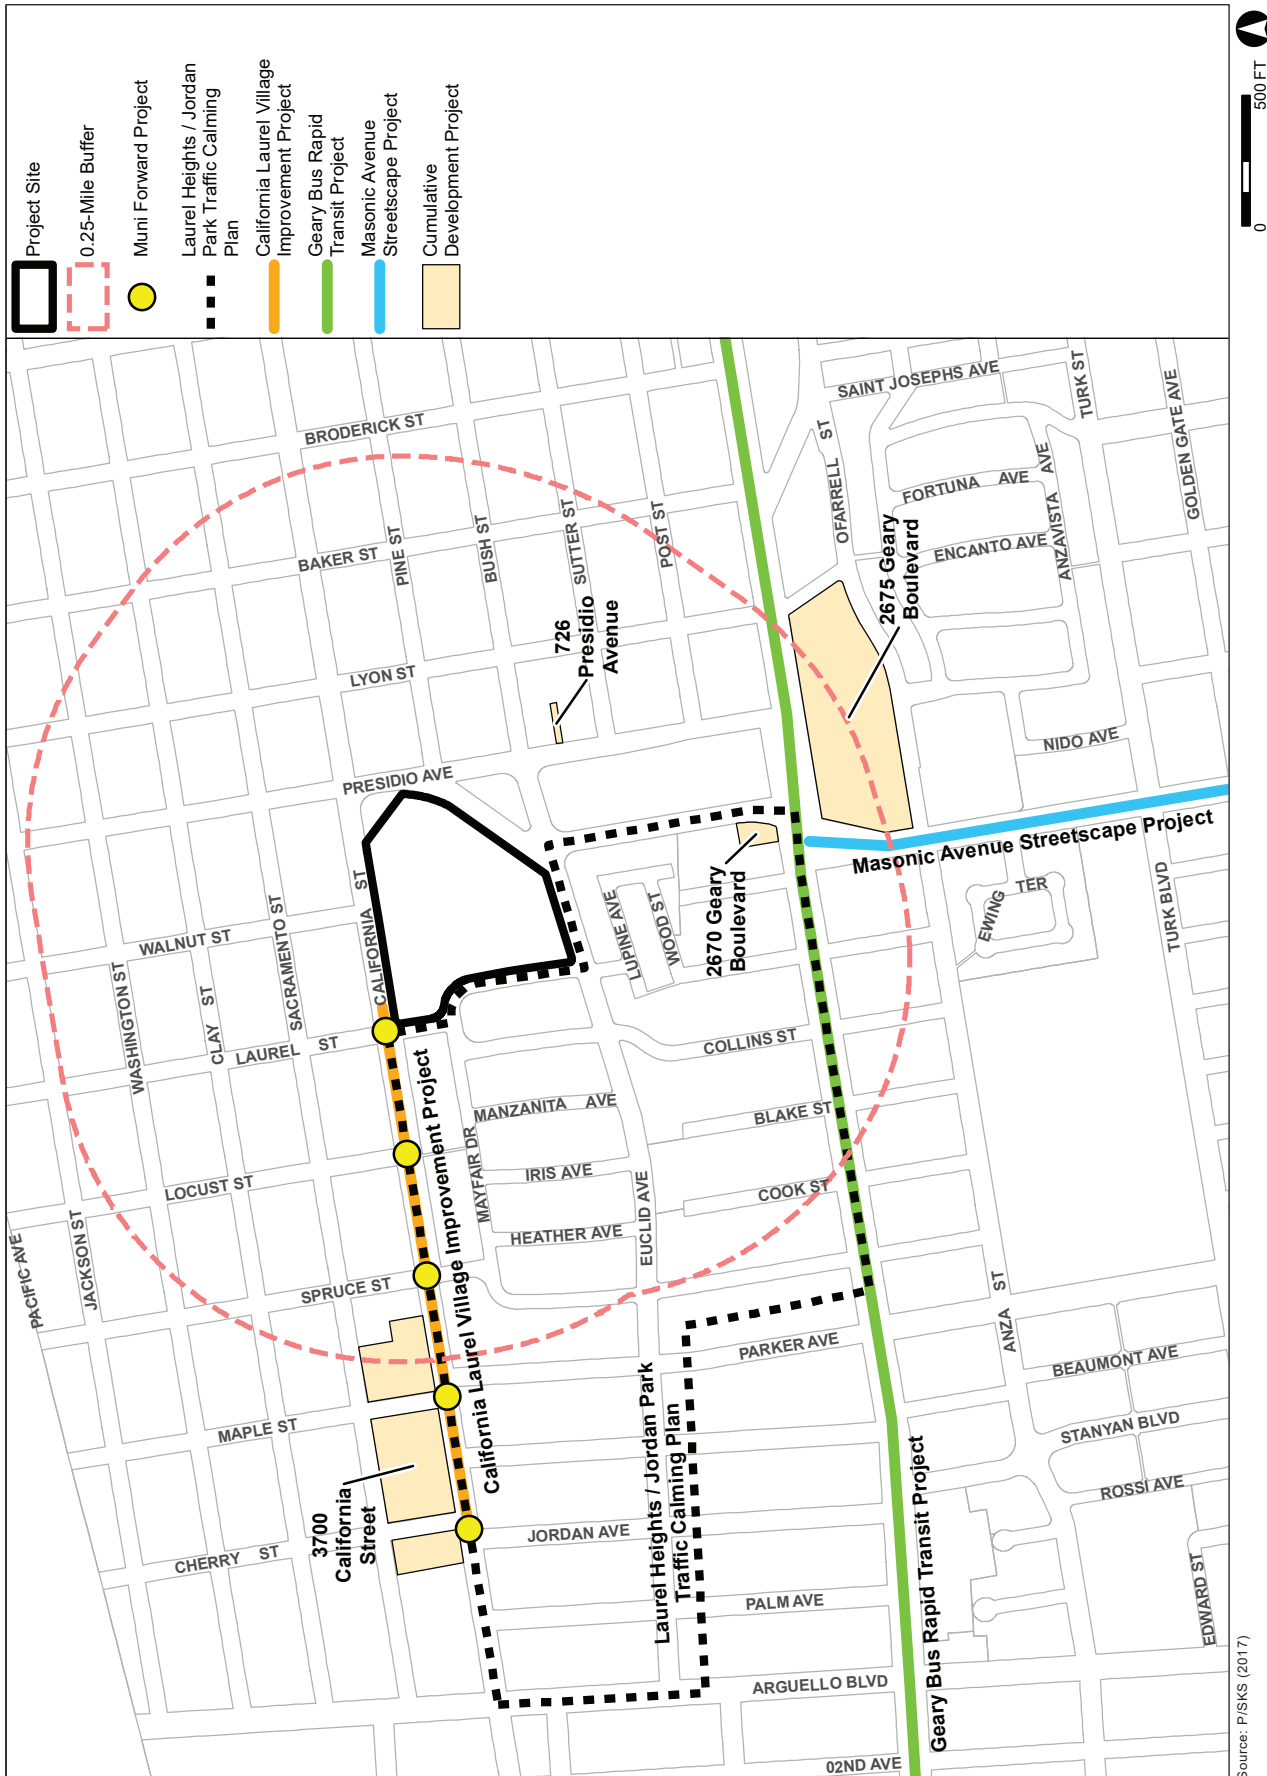 Project Site
0.25-Mile Buffer
Muni Forward Project
Laurel Heights / Jordan
Park Traffic Calming
Plan
California Laurel Village
Improvement Project
Geary Bus Rapid
Transit Project
Masonic Avenue
Streetscape Project
Cumulative
Development Project
0
500 FT
PACIFIC AVE
JACKSON ST
WASHINGTON ST
CLAY ST
SACRAMENTO ST
CALIFORNIA ST
CHERRY ST
MAPLE ST
SPRUCE ST
LOCUST ST
LAUREL ST
WALNUT ST
PRESIDIO AVE
LYON ST
BAKER ST
BRODERICK ST
PINE ST
BUSH ST
SUTTER ST
POST ST
3700
California
Street
California Laurel Village Improvement Project
MAYFAIR DR
MANZANITA AVE
IRIS AVE
HEATHER AVE
EUCLID AVE
LUPINE AVE
WOOD ST
COLLINS ST
BLAKE ST
COOK ST
PARKER AVE
JORDAN AVE
PALM AVE
ARGUELLO BLVD
02ND AVE
Laurel Heights / Jordan Park
Traffic Calming Plan
726
Presidio
Avenue
2670 Geary
Boulevard
2675 Geary
Boulevard
Masonic Avenue Streetscape Project
Geary Bus Rapid Transit Project
OFARRELL ST
SAINT JOSEPHS AVE
FORTUNA AVE
ENCANTO AVE
ANZAVISTA AVE
TURK ST
GOLDEN GATE AVE
NIDO AVE
EWING TER
TURK BLVD
ANZA ST
BEAUMONT AVE
STANYAN BLVD
ROSSI AVE
EDWARD ST
Source: P/SKS (2017)